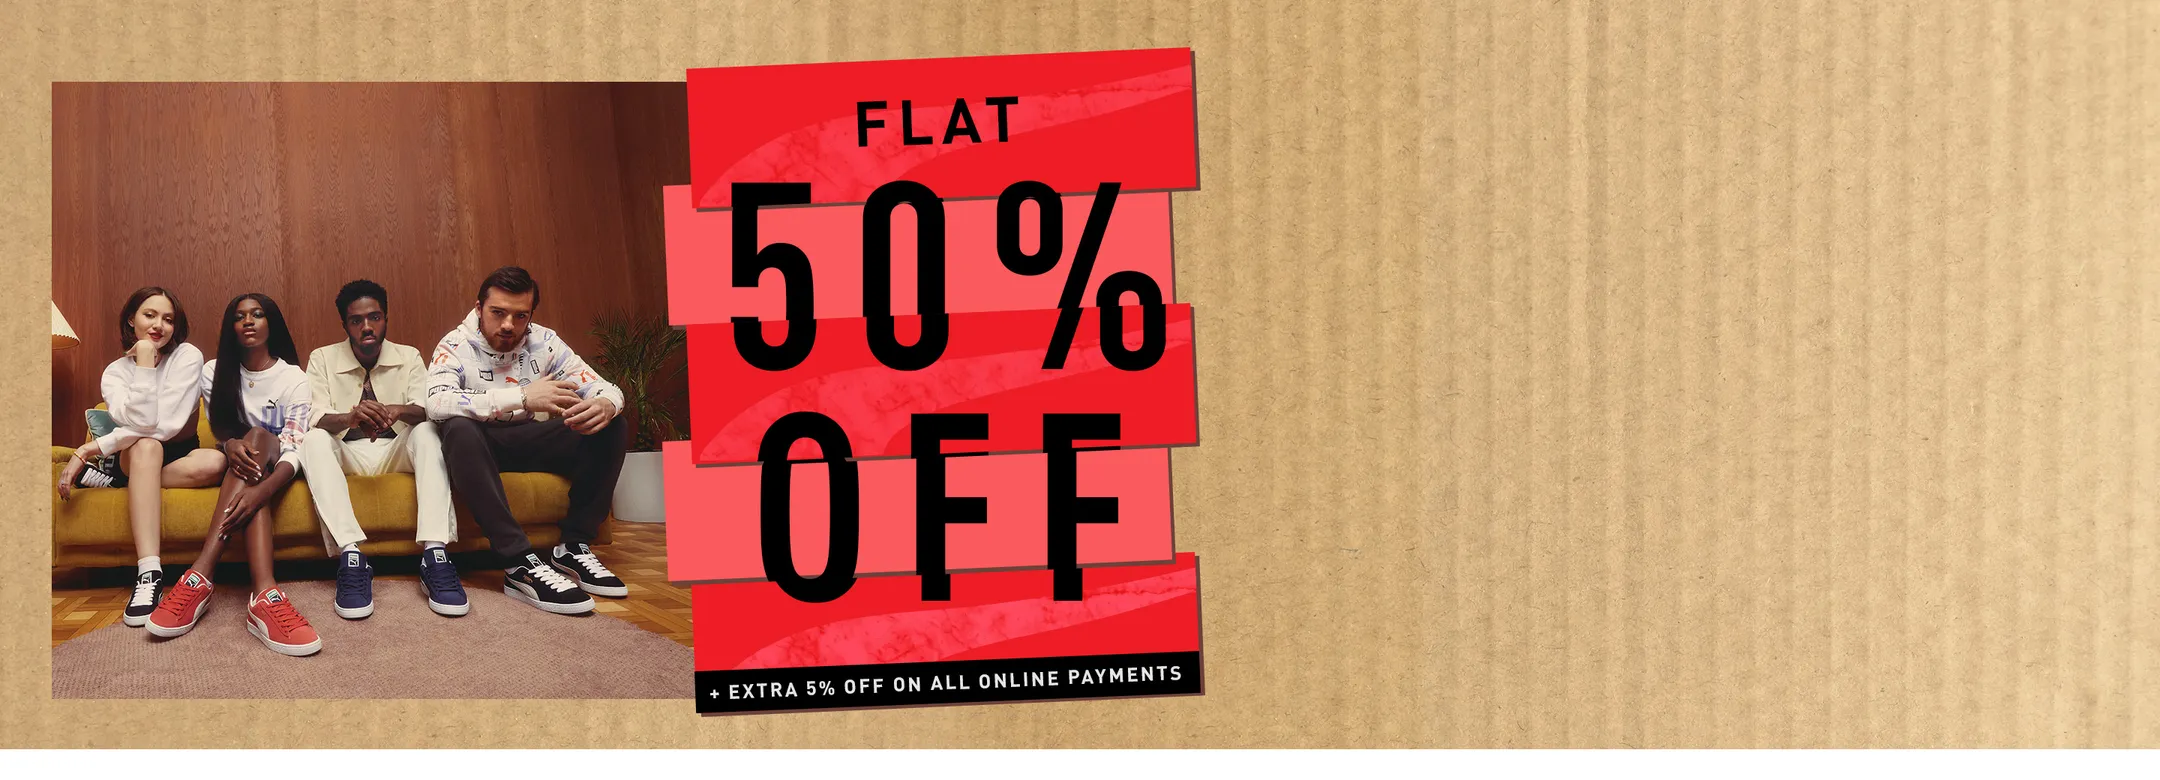 FLAT
50%
OFF
+ EXTRA 5% OFF ON ALL ONLINE PAYMENTS